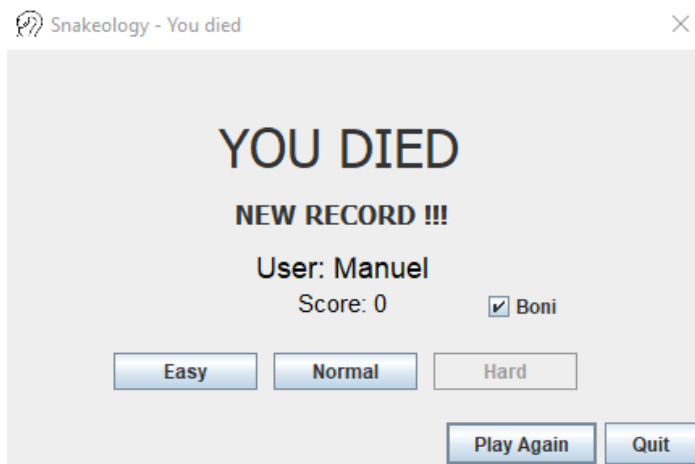 Snakeology - You died
YOU DIED
NEW RECORD !!!
User: Manuel
Score: 0
Boni
Easy Normal Hard
Play Again Quit